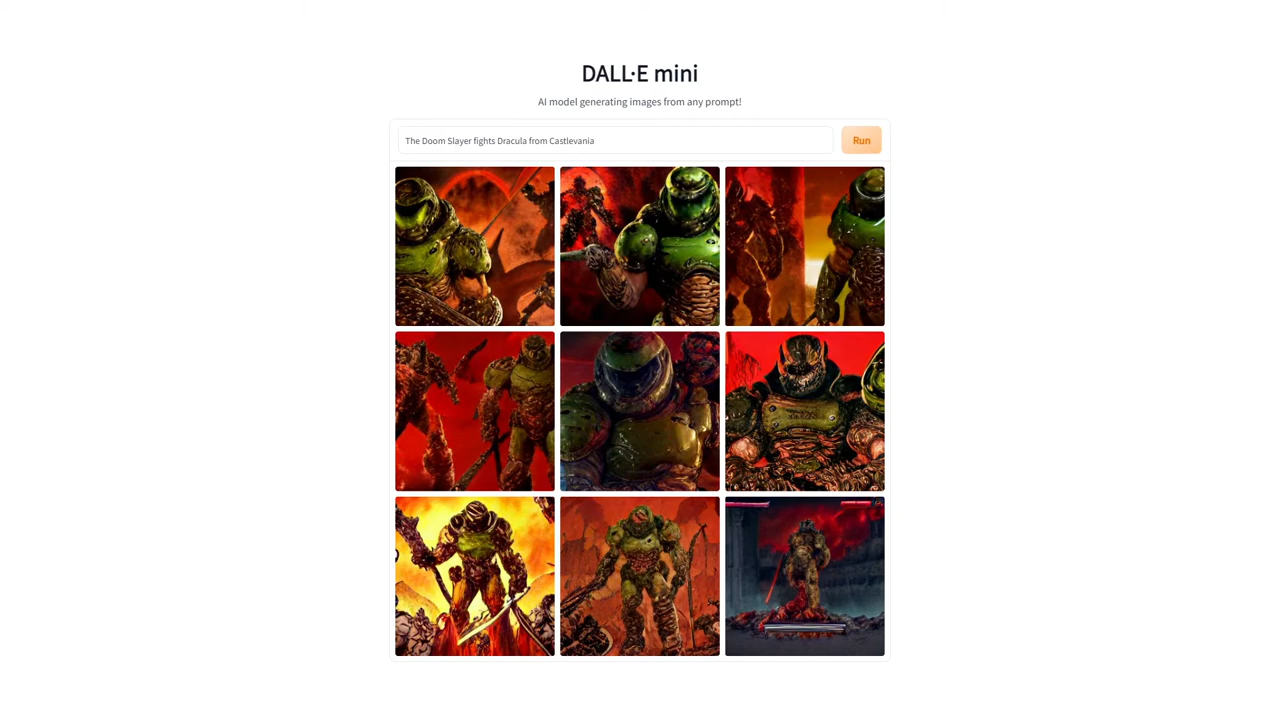 DALL·E mini
AI model generating images from any prompt!
The Doom Slayer fights Dracula from Castlevania
Run